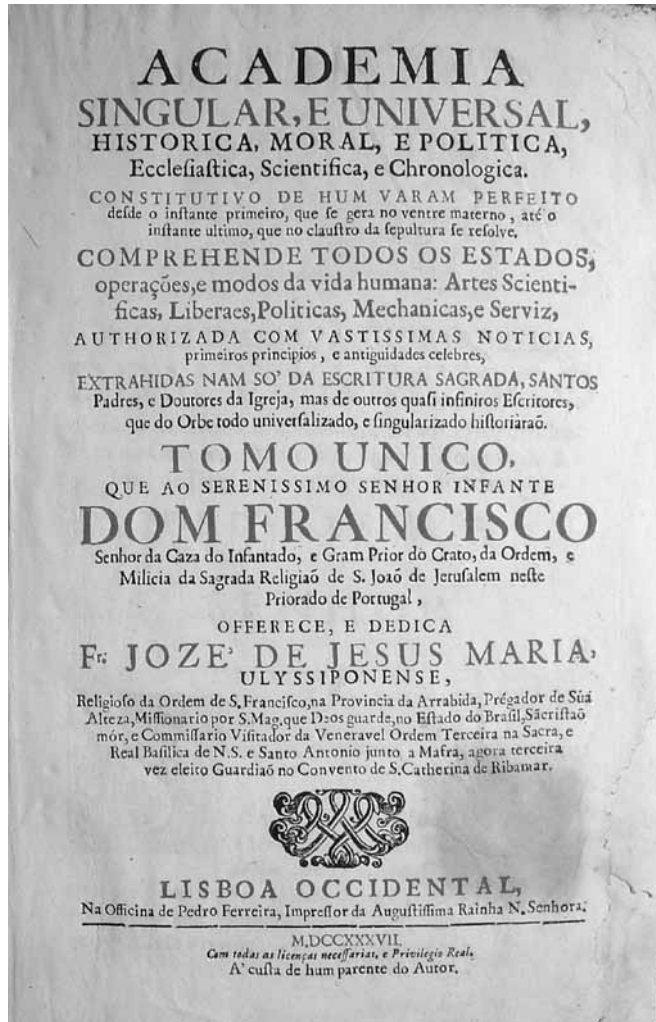 ACADEMIA
SINGULAR, E UNIVERSAL,
HISTORICA, MORAL, E POLITICA,
Eccleſiaſtica, Scientifica, e Chronologica.
CONSTITUTIVO DE HUM VARAM PERFEITO
deſde o inſtante primeiro, que ſe gera no ventre materno, até o
inſtante ultimo, que no clauſtro da ſepultura ſe reſolve.
COMPREHENDE TODOS OS ESTADOS,
operações, e modos da vida humana: Artes Scienti-
ficas, Liberaes, Politicas, Mechanicas, e Serviz,
AUTHORIZADA COM VASTISSIMAS NOTICIAS,
primeiros principios, e antiguidades celebres,
EXTRAHIDAS NAM SO' DA ESCRITURA SAGRADA, SANTOS
Padres, e Doutores da Igreja, mas de outros quaſi infiniros Eſcritores,
que do Orbe todo univerſalizado, e ſingularizado hiſtoriàraõ.
TOMO UNICO,
QUE AO SERENISSIMO SENHOR INFANTE
DOM FRANCISCO
Senhor da Caza do Infantado, e Gram Prior do Crato, da Ordem, e
Milicia da Sagrada Religiaõ de S. Joaõ de Jeruſalem neſte
Priorado de Portugal,
OFFERECE, E DEDICA
Fr. JOZE' DE JESUS MARIA,
ULYSSIPONENSE,
Religioſo da Ordem de S. Franciſco, na Provincia da Arrabida, Prégador de Sua
Alteza, Miſſionario por S. Mag. que Deos guarde, no Eſtado do Braſil, Sãcriſtaõ
mór, e Commiſſario Viſitador da Veneravel Ordem Terceira na Sacra, e
Real Baſilica de N. S. e Santo Antonio junto a Mafra, agora terceira
vez eleito Guardiaõ no Convento de S. Catherina de Ribamar.
LISBOA OCCIDENTAL,
Na Officina de Pedro Ferreira, Impreſſor da Auguſtiſſima Rainha N. Senhora.
M.DCCXXXVII.
Com todas as licenças neceſſarias, e Privilegio Real.
A' cuſta de hum parente do Autor.